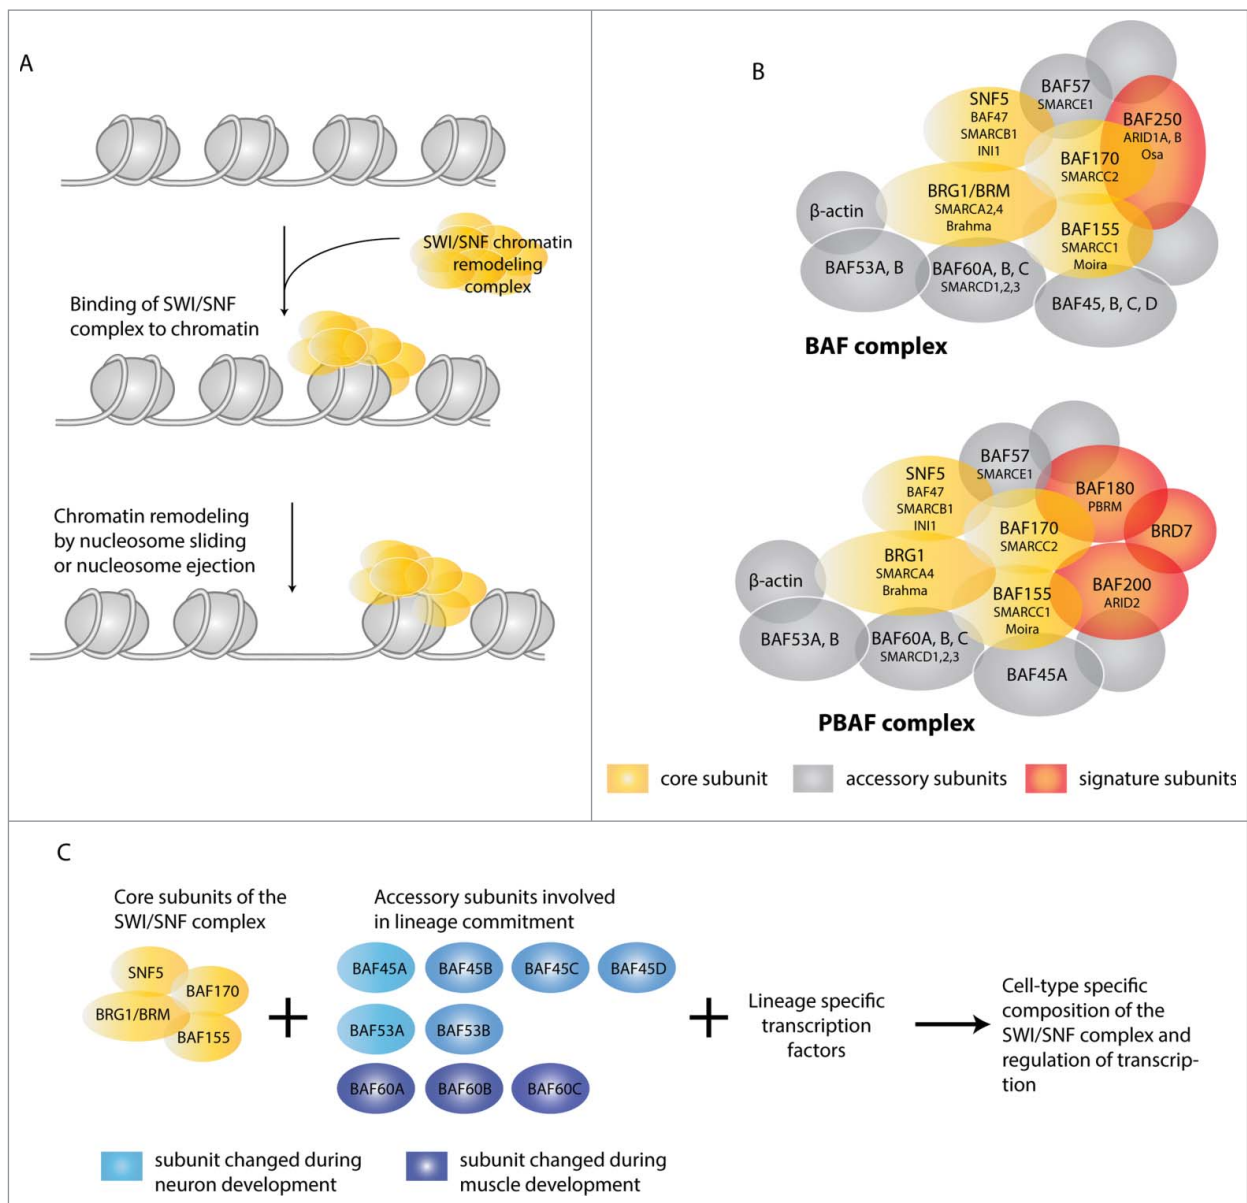 A
SWI/SNF chromatin
remodeling
complex
Binding of SWI/SNF
complex to chromatin
Chromatin remodeling
by nucleosome sliding
or nucleosome ejection
B
BAF57
SMARCE1
SNF5
BAF47
SMARCB1
INI1
BAF250
ARID1A, B
Osa
BAF170
SMARCC2
BRG1/BRM
SMARCA2,4
Brahma
β-actin
BAF155
SMARCC1
Moira
BAF53A, B
BAF60A, B, C
SMARCD1,2,3
BAF45, B, C, D
BAF complex
BAF57
SMARCE1
SNF5
BAF47
SMARCB1
INI1
BAF180
PBRM
BAF170
SMARCC2
BRD7
BRG1
SMARCA4
Brahma
β-actin
BAF155
SMARCC1
Moira
BAF200
ARID2
BAF53A, B
BAF60A, B, C
SMARCD1,2,3
BAF45A
PBAF complex
core subunit
accessory subunits
signature subunits
C
Core subunits of the
SWI/SNF complex
SNF5
BAF170
BRG1/BRM
BAF155
Accessory subunits involved
in lineage commitment
BAF45A
BAF45B
BAF45C
BAF45D
BAF53A
BAF53B
BAF60A
BAF60B
BAF60C
Lineage specific
transcription
factors
Cell-type specific
composition of the
SWI/SNF complex and
regulation of transcrip-
tion
subunit changed during
neuron development
subunit changed during
muscle development